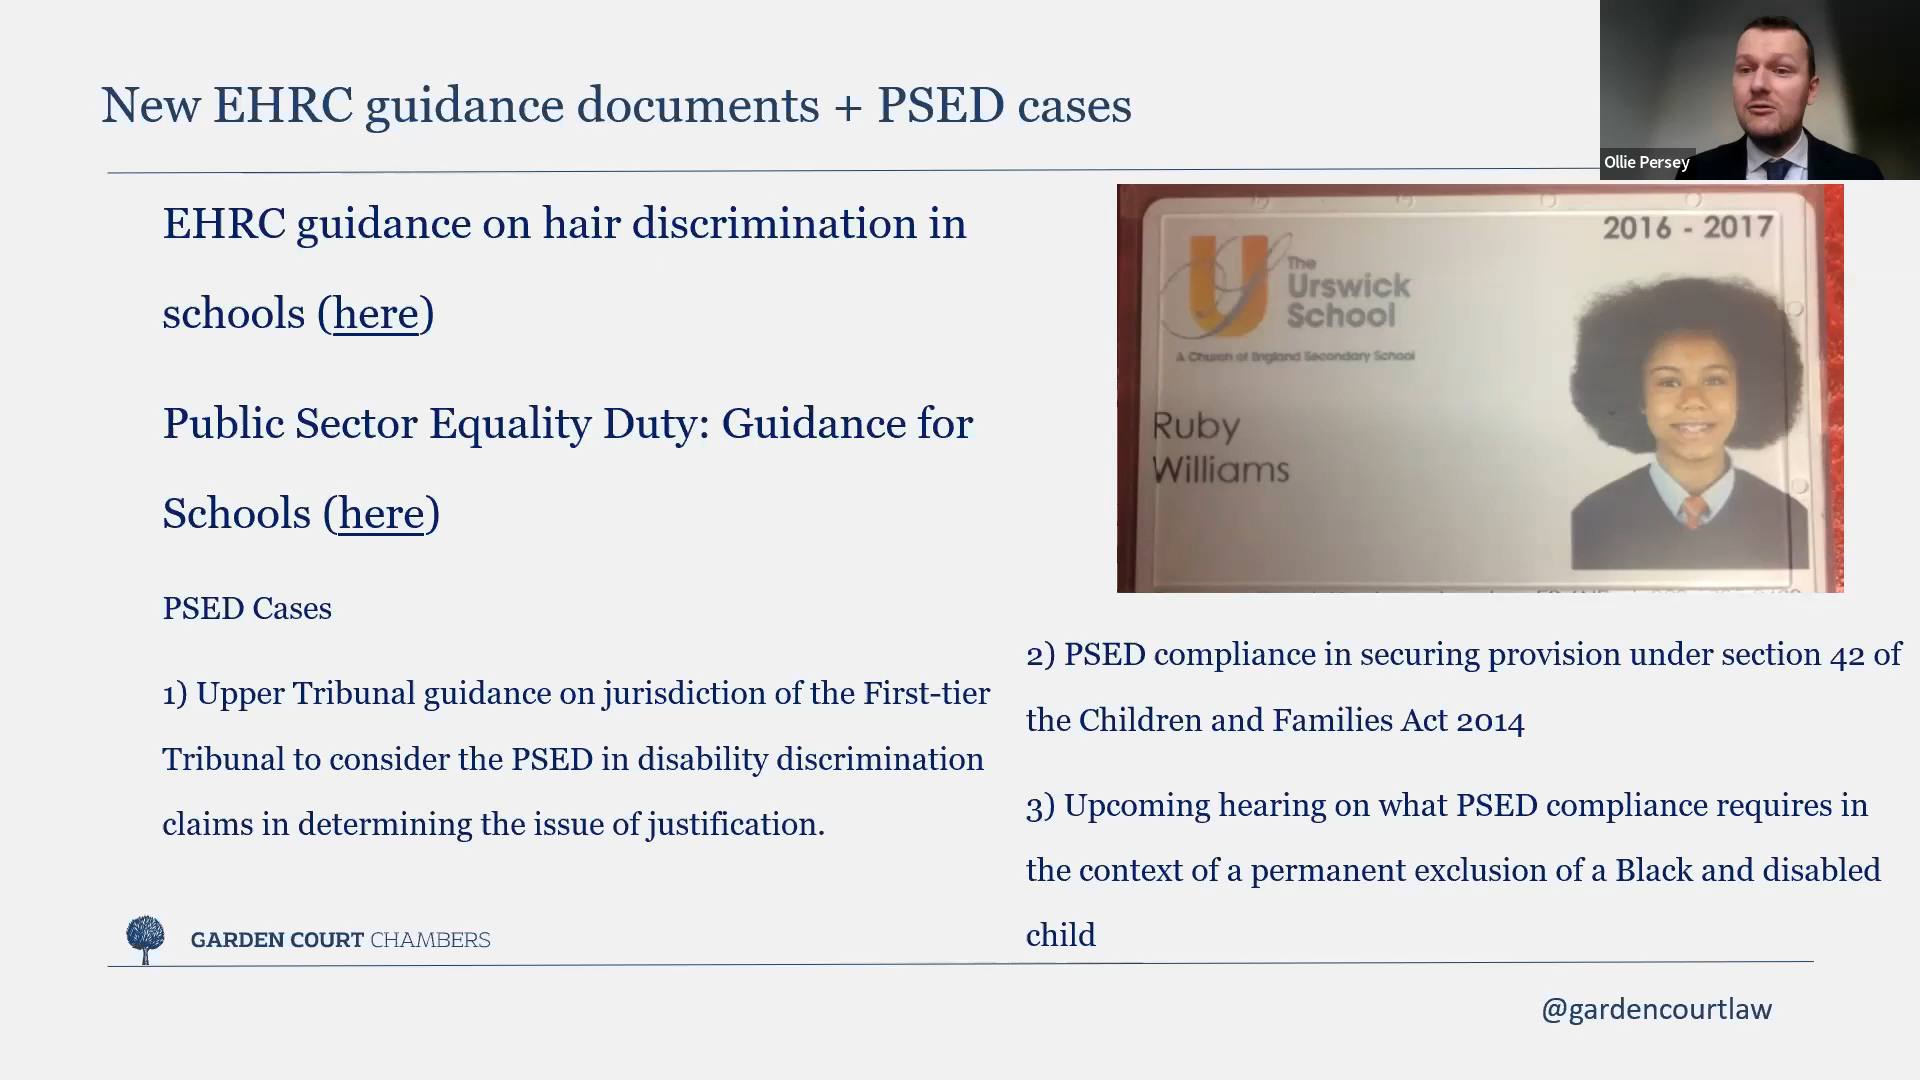 New EHRC guidance documents + PSED cases
Ollie Persey
EHRC guidance on hair discrimination in
schools (here)
Public Sector Equality Duty: Guidance for
Schools (here)
PSED Cases
1) Upper Tribunal guidance on jurisdiction of the First-tier
Tribunal to consider the PSED in disability discrimination
claims in determining the issue of justification.
2016 - 2017
U
The
Urswick
School
A Church of England Secondary School
Ruby
Williams
2) PSED compliance in securing provision under section 42 of
the Children and Families Act 2014
3) Upcoming hearing on what PSED compliance requires in
the context of a permanent exclusion of a Black and disabled
child
GARDEN COURT CHAMBERS
@gardencourtlaw